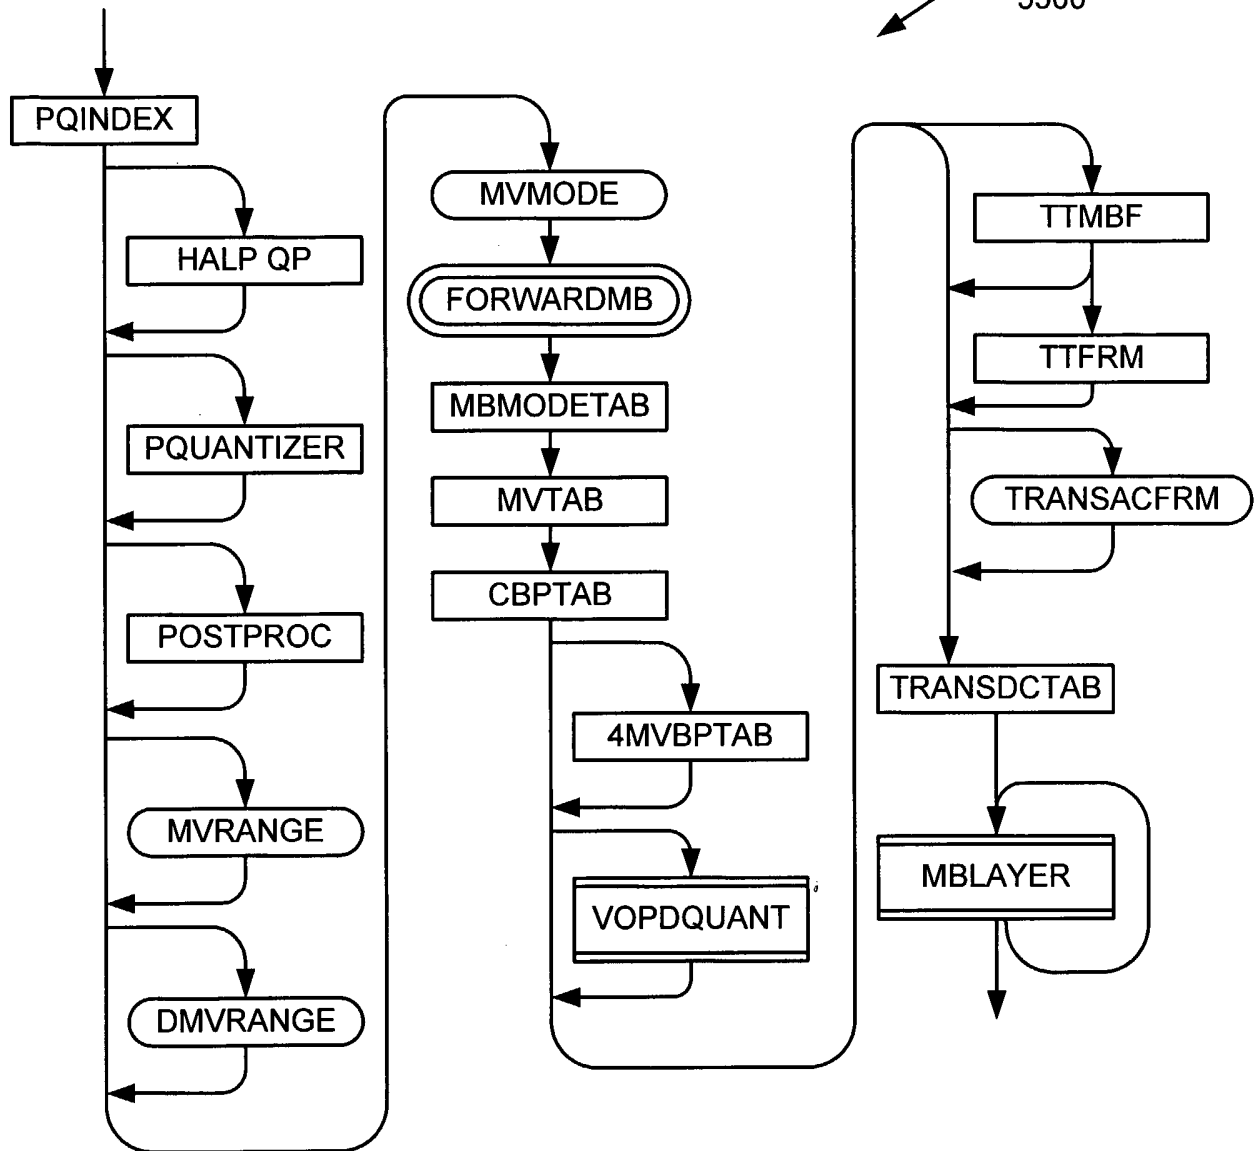 PQINDEX
HALP QP
PQUANTIZER
POSTPROC
MVRANGE
DMVRANGE
MVMODE
FORWARDMB
MBMODETAB
MVTAB
CBPTAB
4MVBPTAB
VOPDQUANT
TTMBF
TTFRM
TRANSACFRM
TRANSDCTAB
MBLAYER